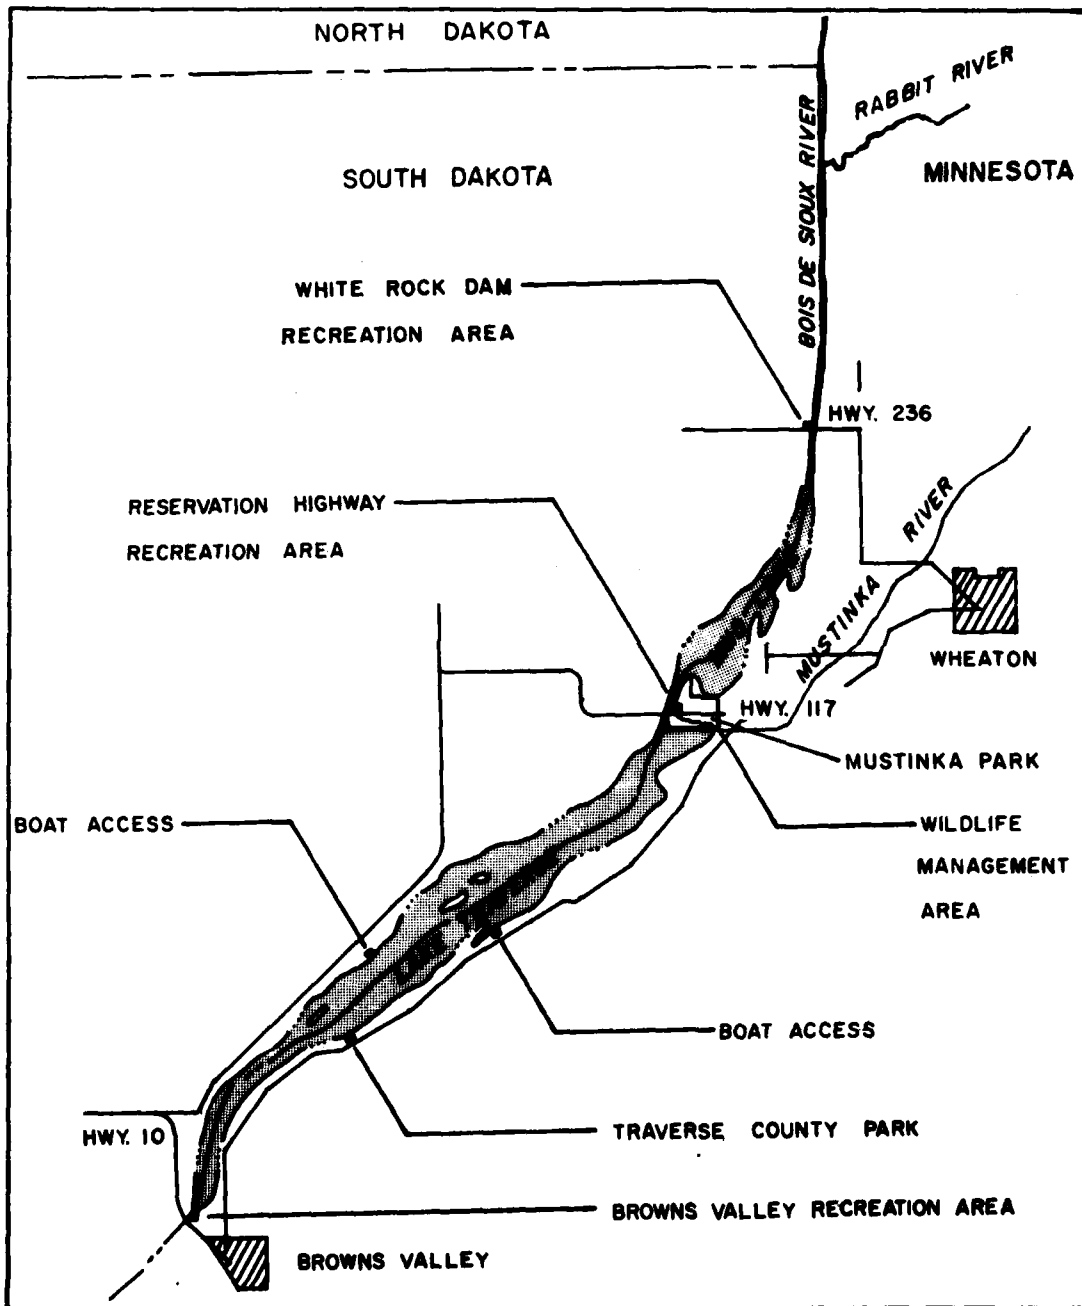 NORTH DAKOTA
RABBIT RIVER
SOUTH DAKOTA
MINNESOTA
BOIS DE SIOUX RIVER
WHITE ROCK DAM
RECREATION AREA
HWY. 236
RESERVATION HIGHWAY
RECREATION AREA
MUSTINKA RIVER
WHEATON
HWY. 117
MUSTINKA PARK
BOAT ACCESS
WILDLIFE
MANAGEMENT
AREA
LAKE
BOAT ACCESS
HWY. 10
TRAVERSE COUNTY PARK
BROWNS VALLEY RECREATION AREA
BROWNS VALLEY